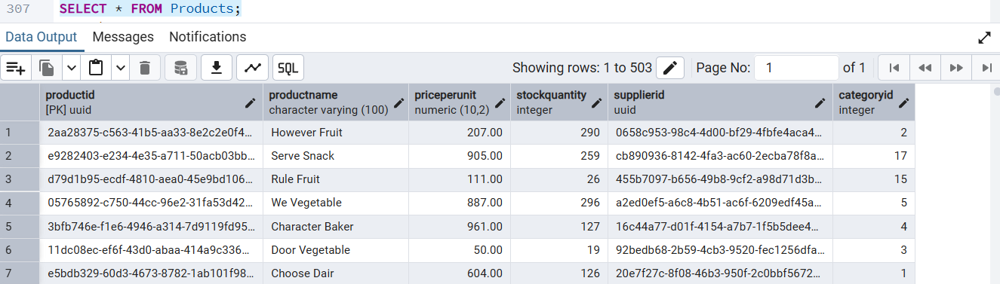 307 SELECT * FROM Products;
Data Output Messages Notifications
SQL Showing rows: 1 to 503 Page No: 1 of 1
productid productname priceperunit stockquantity supplierid categoryid
[PK] uuid character varying (100) numeric (10,2) integer uuid integer
1 2aa28375-c563-41b5-aa33-8e2c2e0f4... However Fruit 207.00 290 0658c953-98c4-4d00-bf29-4fbfe4aca4... 2
2 e9282403-e234-4e35-a711-50acb03bb... Serve Snack 905.00 259 cb890936-8142-4fa3-ac60-2ecba78f8a... 17
3 d79d1b95-ecdf-4810-aea0-45e9bd106... Rule Fruit 111.00 26 455b7097-b656-49b8-9cf2-a98d71d3b... 15
4 05765892-c750-44cc-96e2-31fa53d42... We Vegetable 887.00 296 a2ed0ef5-a6c8-4b51-ac6f-6209edf45a... 5
5 3bfb746e-f1e6-4946-a314-7d9119fd95... Character Baker 961.00 127 16c44a77-d01f-4154-a7b7-1f5b5dee4... 4
6 11dc08ec-ef6f-43d0-abaa-414a9c336... Door Vegetable 50.00 19 92bedb68-2b59-4cb3-9520-fec1256dfa... 3
7 e5bdb329-60d3-4673-8782-1ab101f98... Choose Dair 604.00 126 20e7f27c-8f08-46b3-950f-2c0bbf5672... 1